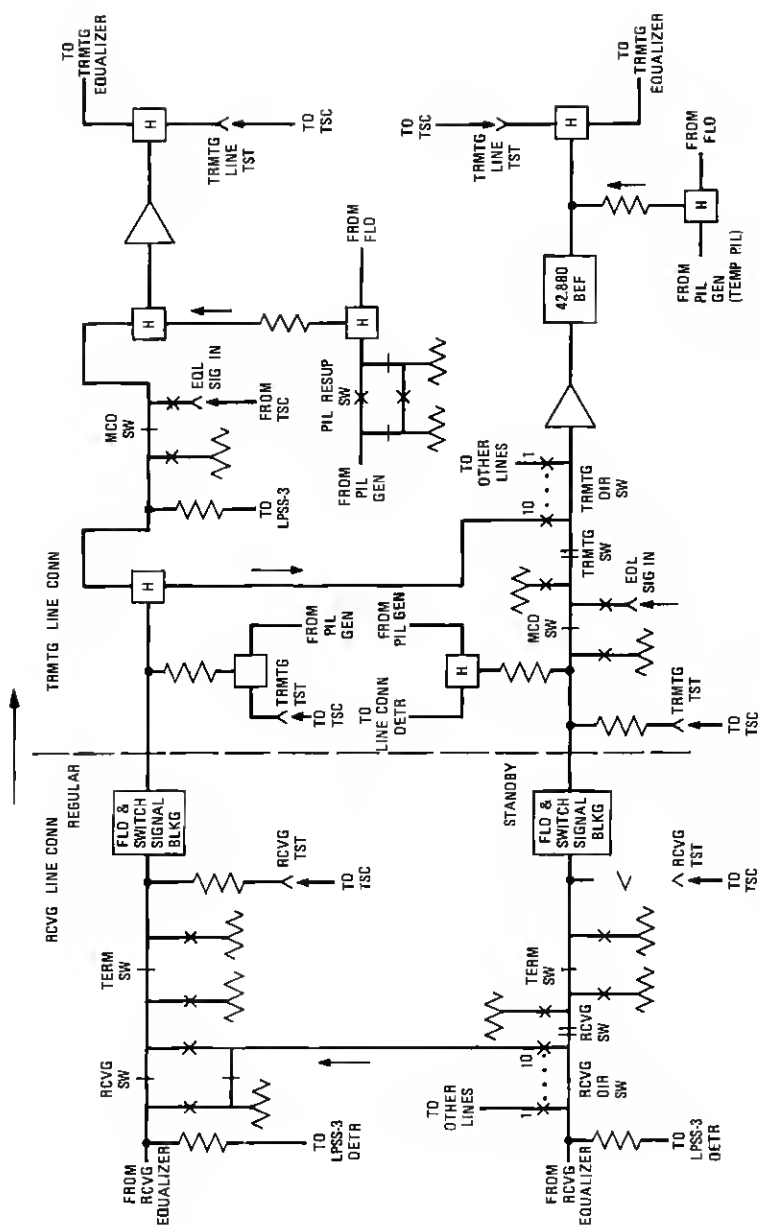 RCVG LINE CONN
TRMTG LINE CONN
REGULAR
FROM
RCVG
EQUALIZER
TO
LPSS-3
DETR
RCVG
SW
TERM
SW
RCVG
TST
TO
TSC
FLO &
SWITCH
SIGNAL
BLKG
TRMTG
TST
TO
TSC
FROM
PIL GEN
H
TO
LPSS-3
MCD
SW
EQL
SIG IN
FROM
TSC
H
PIL RESUP
SW
FROM PIL
GEN
H
FROM
FLO
H
TO
TRMTG
EQUALIZER
TRMTG
LINE
TST
TO
TSC
STANDBY
FROM
RCVG
EQUALIZER
TO
LPSS-3
DETR
TO
OTHER
LINES
1
10
RCVG
DIR
SW
RCVG
SW
TERM
SW
RCVG
TST
TO
TSC
FLO &
SWITCH
SIGNAL
BLKG
TRMTG
TST
TO
TSC
TO
LINE CONN
DETR
FROM
PIL GEN
H
MCD
SW
EQL
SIG IN
TRMTG
SW
10
1
TO
OTHER
LINES
TRMTG
DIR
SW
42.880
BEF
FROM
PIL
GEN
(TEMP PIL)
H
FROM
FLO
TO
TSC
TRMTG
LINE
TST
H
TO
TRMTG
EQUALIZER